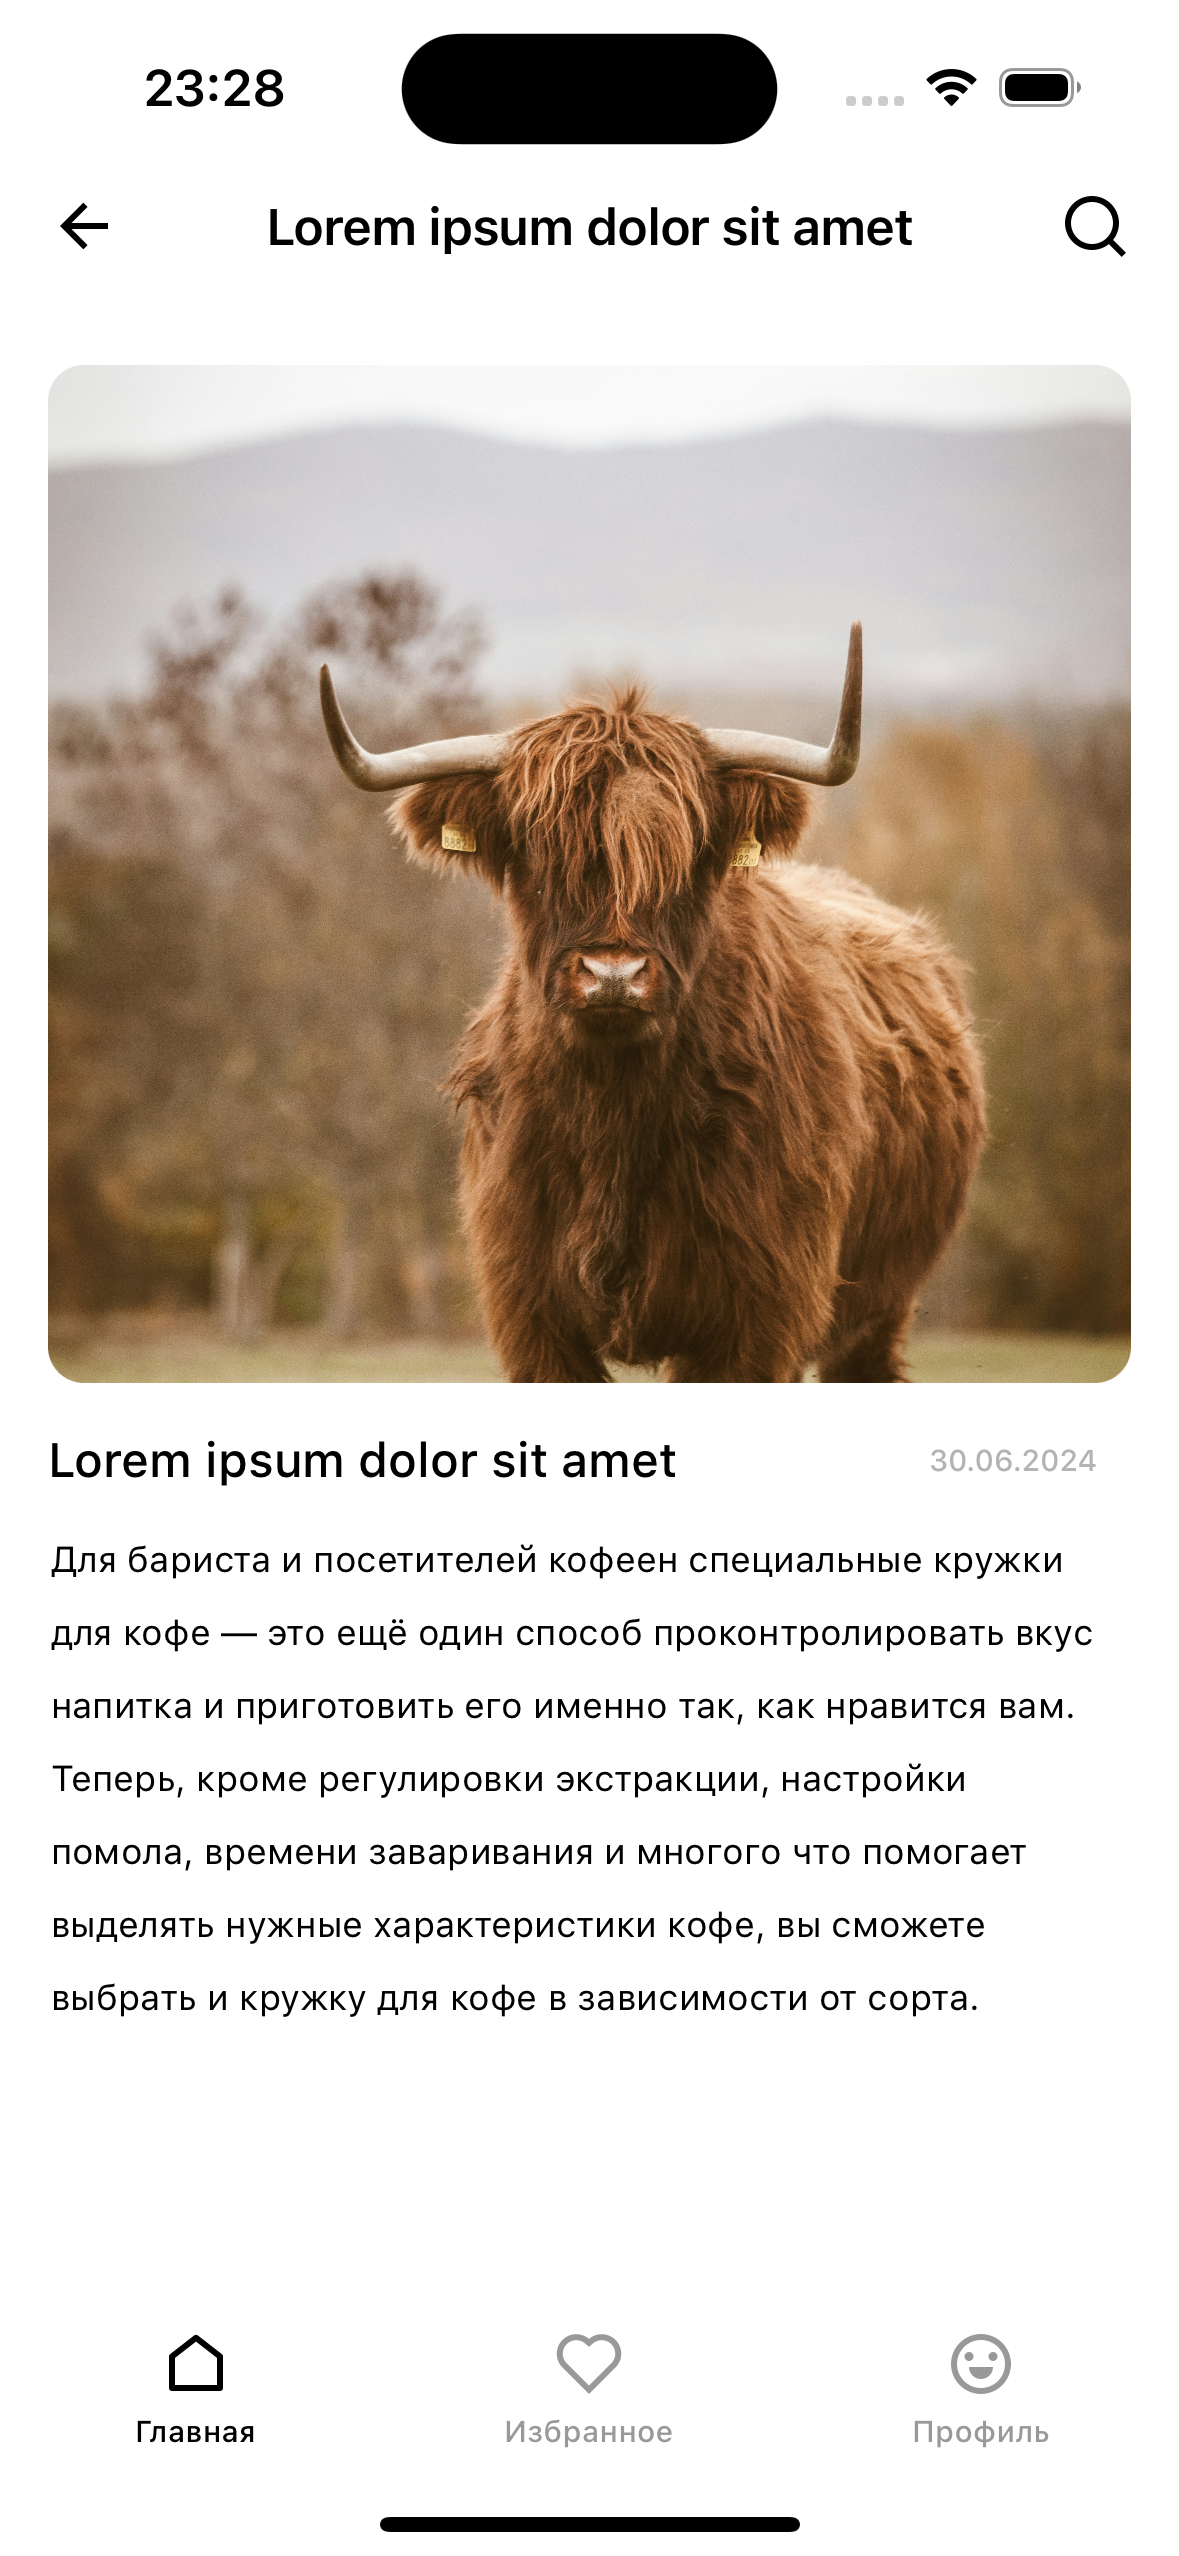 23:28
Lorem ipsum dolor sit amet
8882
882
Lorem ipsum dolor sit amet
30.06.2024
Для бариста и посетителей кофеен специальные кружки
для кофе — это ещё один способ проконтролировать вкус
напитка и приготовить его именно так, как нравится вам.
Теперь, кроме регулировки экстракции, настройки
помола, времени заваривания и многого что помогает
выделять нужные характеристики кофе, вы сможете
выбрать и кружку для кофе в зависимости от сорта.
Главная
Избранное
Профиль